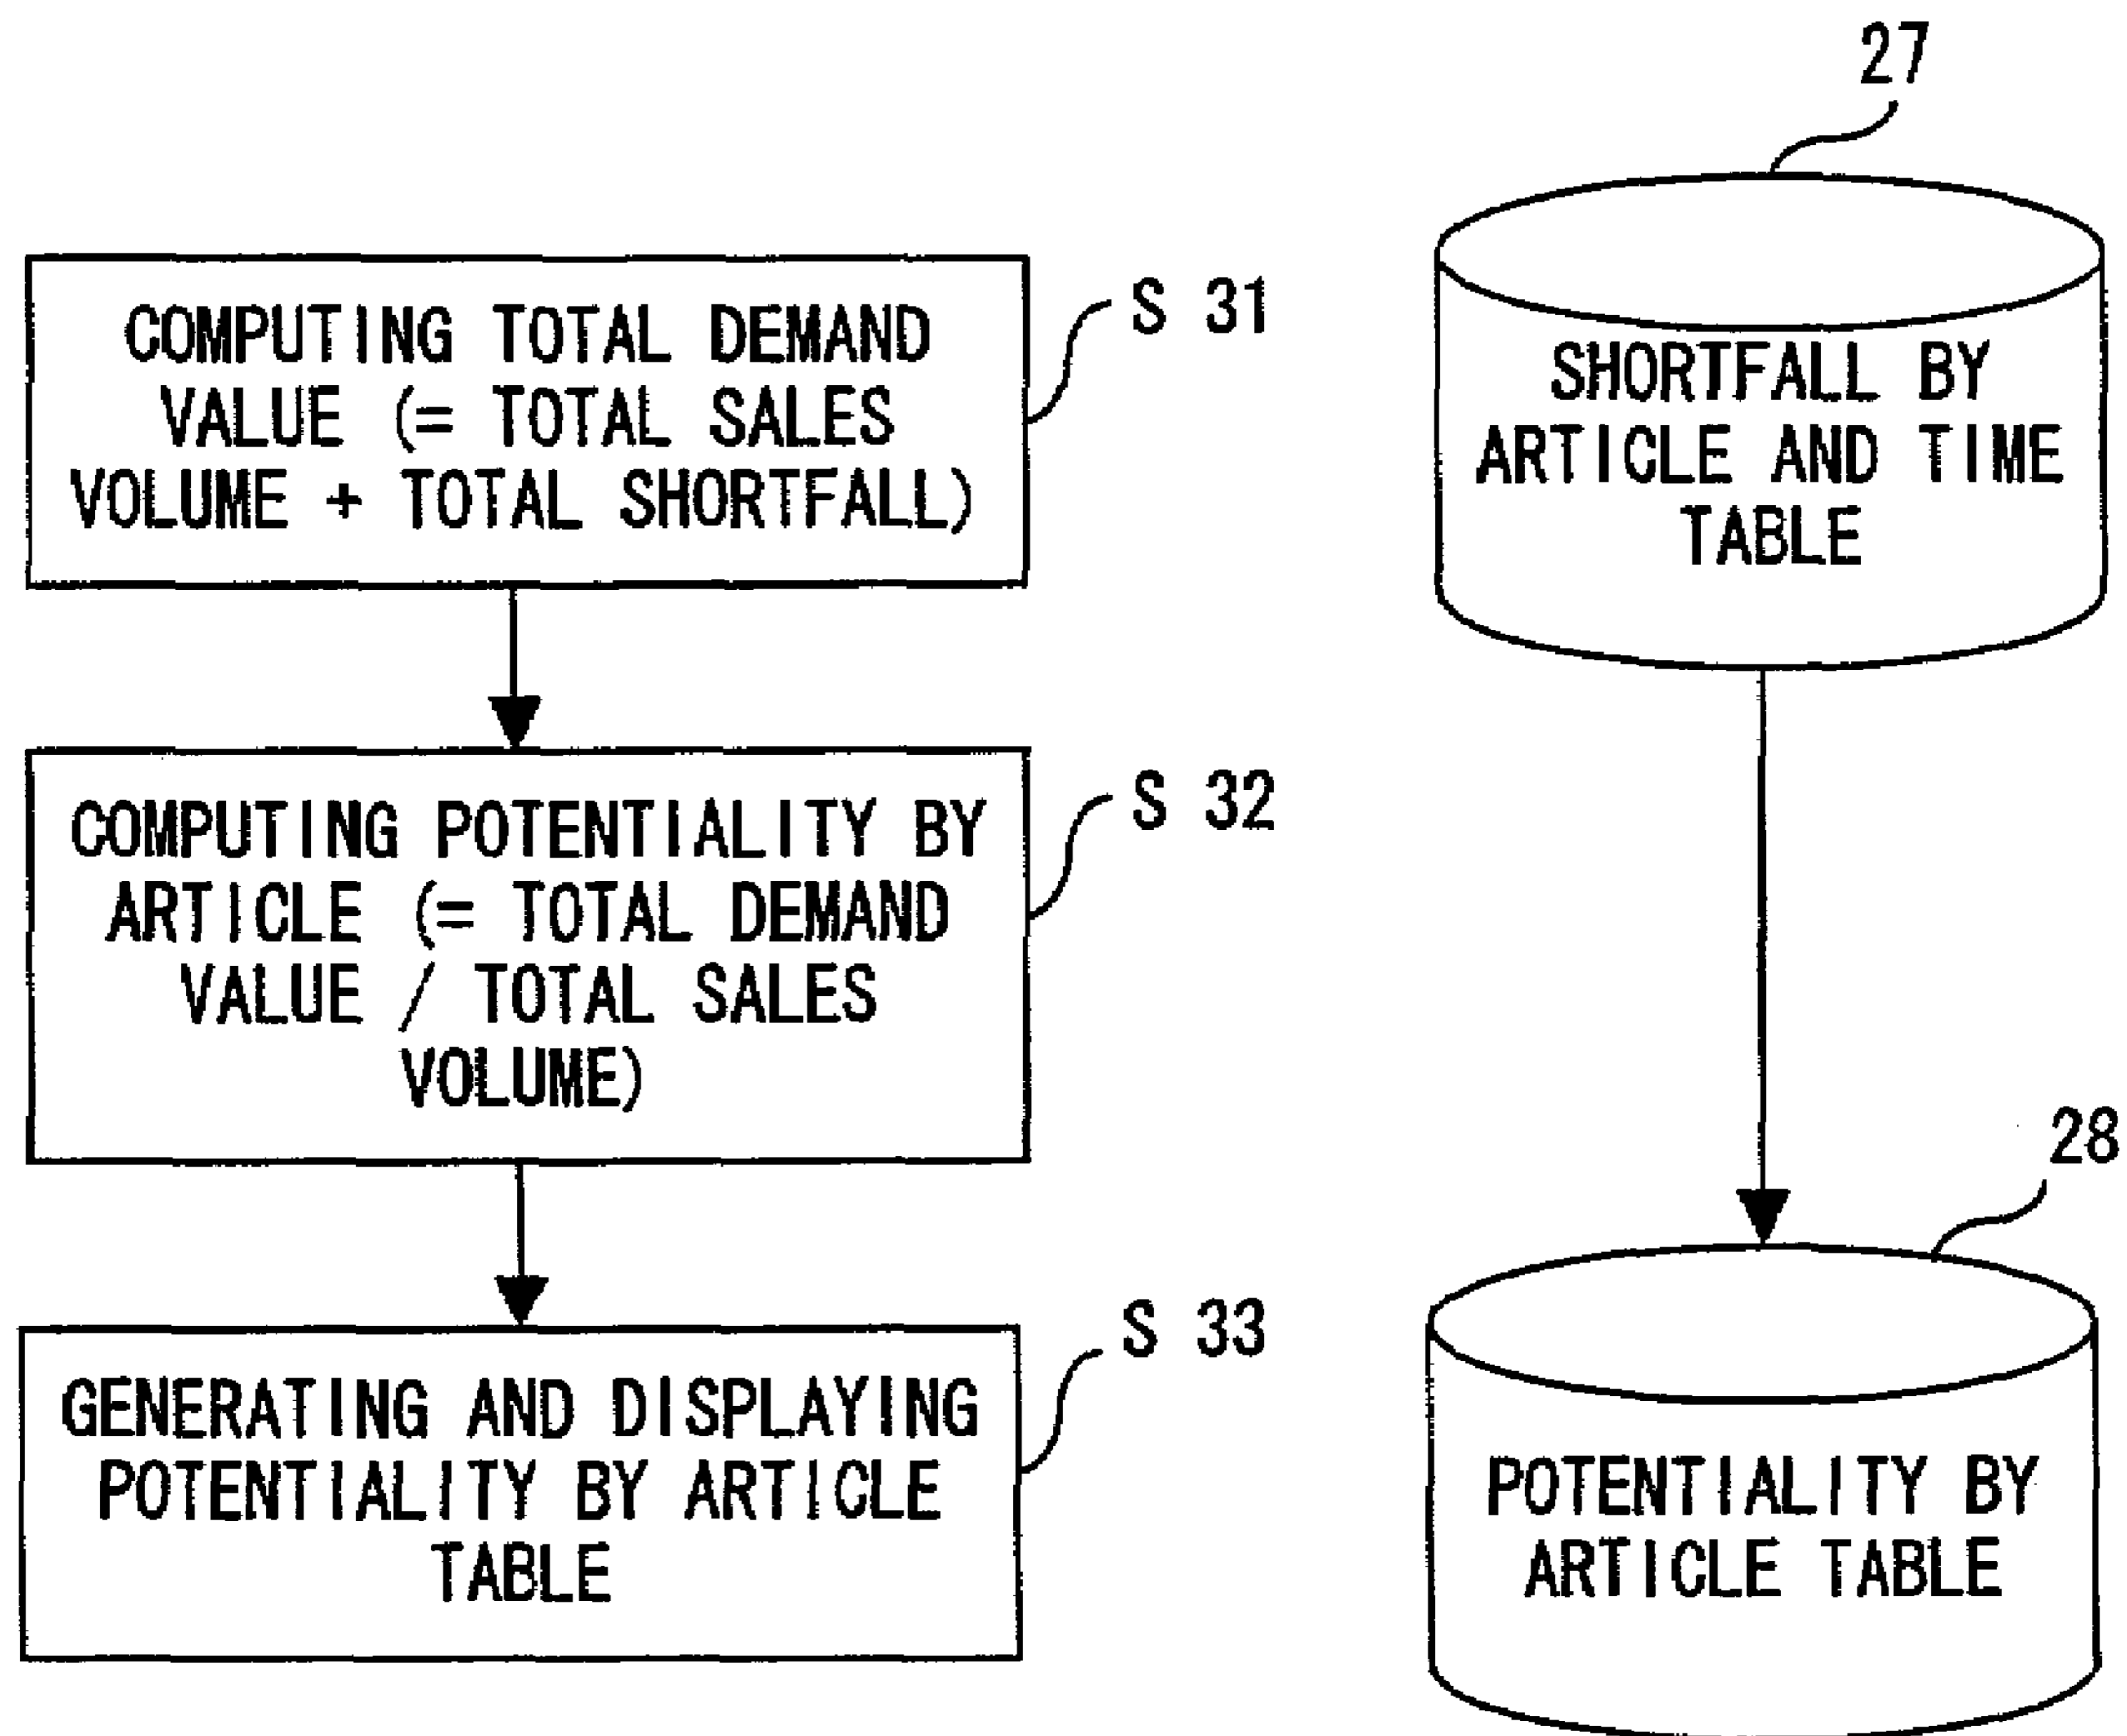 COMPUTING TOTAL DEMAND
VALUE (= TOTAL SALES
VOLUME + TOTAL SHORTFALL)
S 31
COMPUTING POTENTIALITY BY
ARTICLE (= TOTAL DEMAND
VALUE / TOTAL SALES
VOLUME)
S 32
GENERATING AND DISPLAYING
POTENTIALITY BY ARTICLE
TABLE
S 33
27
SHORTFALL BY
ARTICLE AND TIME
TABLE
28
POTENTIALITY BY
ARTICLE TABLE